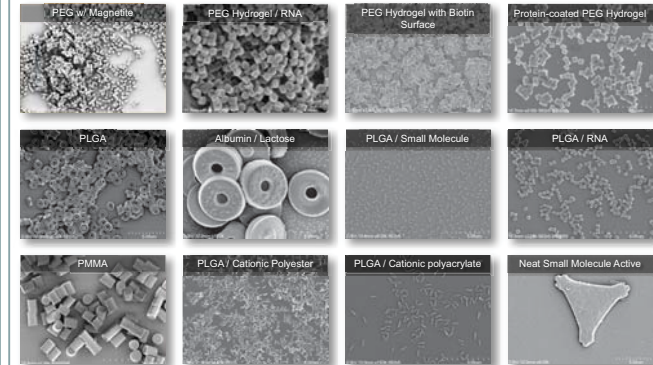 PEG w/ Magnetite
PEG Hydrogel / RNA
PEG Hydrogel with Biotin
Surface
Protein-coated PEG Hydrogel
PLGA
Albumin / Lactose
PLGA / Small Molecule
PLGA / RNA
PMMA
PLGA / Cationic Polyester
PLGA / Cationic polyacrylate
Neat Small Molecule Active